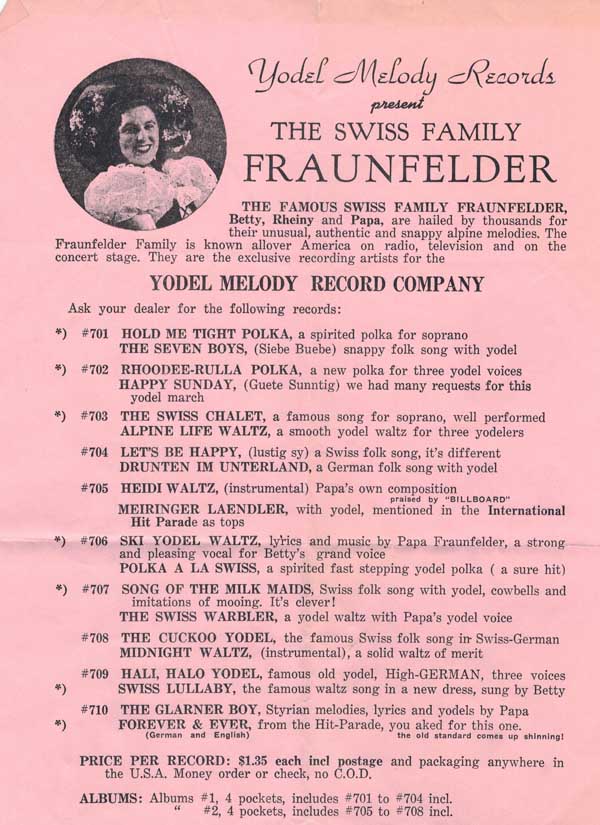 Yodel Melody Records
present
THE SWISS FAMILY
FRAUNFELDER
THE FAMOUS SWISS FAMILY FRAUNFELDER,
Betty, Rheiny and Papa, are hailed by thousands for
their unusual, authentic and snappy alpine melodies. The
Fraunfelder Family is known allover America on radio, television and on the
concert stage. They are the exclusive recording artists for the
YODEL MELODY RECORD COMPANY
Ask your dealer for the following records:
*) #701 HOLD ME TIGHT POLKA, a spirited polka for soprano
THE SEVEN BOYS, (Siebe Buebe) snappy folk song with yodel
*) #702 RHOODEE-RULLA POLKA, a new polka for three yodel voices
HAPPY SUNDAY, (Guete Sunntig) we had many requests for this
yodel march
*) #703 THE SWISS CHALET, a famous song for soprano, well performed
ALPINE LIFE WALTZ, a smooth yodel waltz for three yodelers
#704 LET'S BE HAPPY, (lustig sy) a Swiss folk song, it's different
DRUNTEN IM UNTERLAND, a German folk song with yodel
#705 HEIDI WALTZ, (instrumental) Papa's own composition
praised by "BILLBOARD"
MEIRINGER LAENDLER, with yodel, mentioned in the International
Hit Parade as tops
*) #706 SKI YODEL WALTZ, lyrics and music by Papa Fraunfelder, a strong
and pleasing vocal for Betty's grand voice
POLKA A LA SWISS, a spirited fast stepping yodel polka ( a sure hit)
*) #707 SONG OF THE MILK MAIDS, Swiss folk song with yodel, cowbells and
imitations of mooing. It's clever!
THE SWISS WARBLER, a yodel waltz with Papa's yodel voice
#708 THE CUCKOO YODEL, the famous Swiss folk song in Swiss-German
MIDNIGHT WALTZ, (instrumental), a solid waltz of merit
#709 HALI, HALO YODEL, famous old yodel, High-GERMAN, three voices
*) SWISS LULLABY, the famous waltz song in a new dress, sung by Betty
#710 THE GLARNER BOY, Styrian melodies, lyrics and yodels by Papa
*) FOREVER & EVER, from the Hit-Parade, you aked for this one.
(German and English) the old standard comes up shinning!
PRICE PER RECORD: $1.35 each incl postage and packaging anywhere in
the U.S.A. Money order or check, no C.O.D.
ALBUMS: Albums #1, 4 pockets, includes #701 to #704 incl.
" #2, 4 pockets, includes #705 to #708 incl.